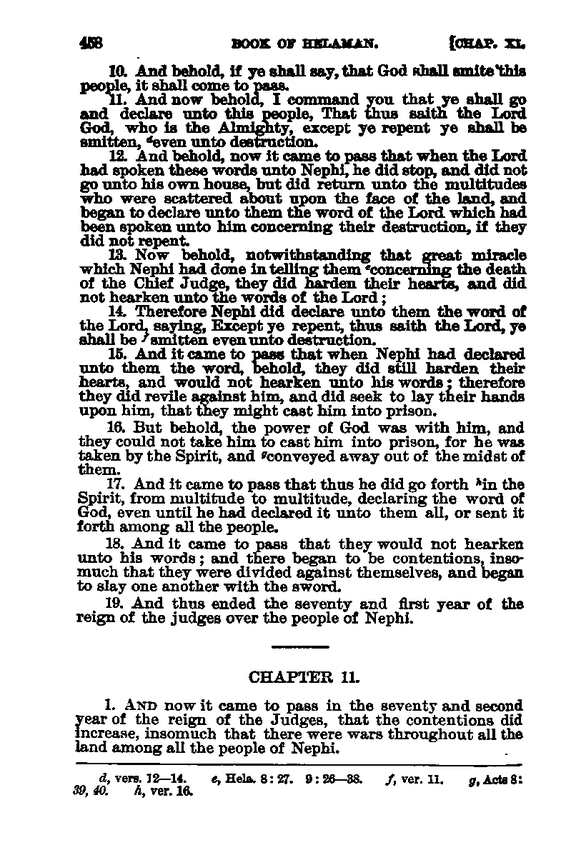 458 BOOK OF HELAMAN. [CHAP. XI.
10. And behold, if ye shall say, that God shall smite this
people, it shall come to pass.
11. And now behold, I command you that ye shall go
and declare unto this people, That thus saith the Lord
God, who is the Almighty, except ye repent ye shall be
smitten, ᵈeven unto destruction.
12. And behold, now it came to pass that when the Lord
had spoken these words unto Nephi, he did stop, and did not
go unto his own house, but did return unto the multitudes
who were scattered about upon the face of the land, and
began to declare unto them the word of the Lord which had
been spoken unto him concerning their destruction, if they
did not repent.
13. Now behold, notwithstanding that great miracle
which Nephi had done in telling them ᵉconcerning the death
of the Chief Judge, they did harden their hearts, and did
not hearken unto the words of the Lord;
14. Therefore Nephi did declare unto them the word of
the Lord, saying, Except ye repent, thus saith the Lord, ye
shall be ᶠsmitten even unto destruction.
15. And it came to pass that when Nephi had declared
unto them the word, behold, they did still harden their
hearts, and would not hearken unto his words; therefore
they did revile against him, and did seek to lay their hands
upon him, that they might cast him into prison.
16. But behold, the power of God was with him, and
they could not take him to cast him into prison, for he was
taken by the Spirit, and ᵍconveyed away out of the midst of
them.
17. And it came to pass that thus he did go forth ʰin the
Spirit, from multitude to multitude, declaring the word of
God, even until he had declared it unto them all, or sent it
forth among all the people.
18. And it came to pass that they would not hearken
unto his words; and there began to be contentions, inso-
much that they were divided against themselves, and began
to slay one another with the sword.
19. And thus ended the seventy and first year of the
reign of the judges over the people of Nephi.
CHAPTER 11.
1. AND now it came to pass in the seventy and second
year of the reign of the Judges, that the contentions did
increase, insomuch that there were wars throughout all the
land among all the people of Nephi.
d, vers. 12—14. e, Hela. 8:27. 9:26—38. f, ver. 11. g, Acts 8:
39, 40. h, ver. 16.